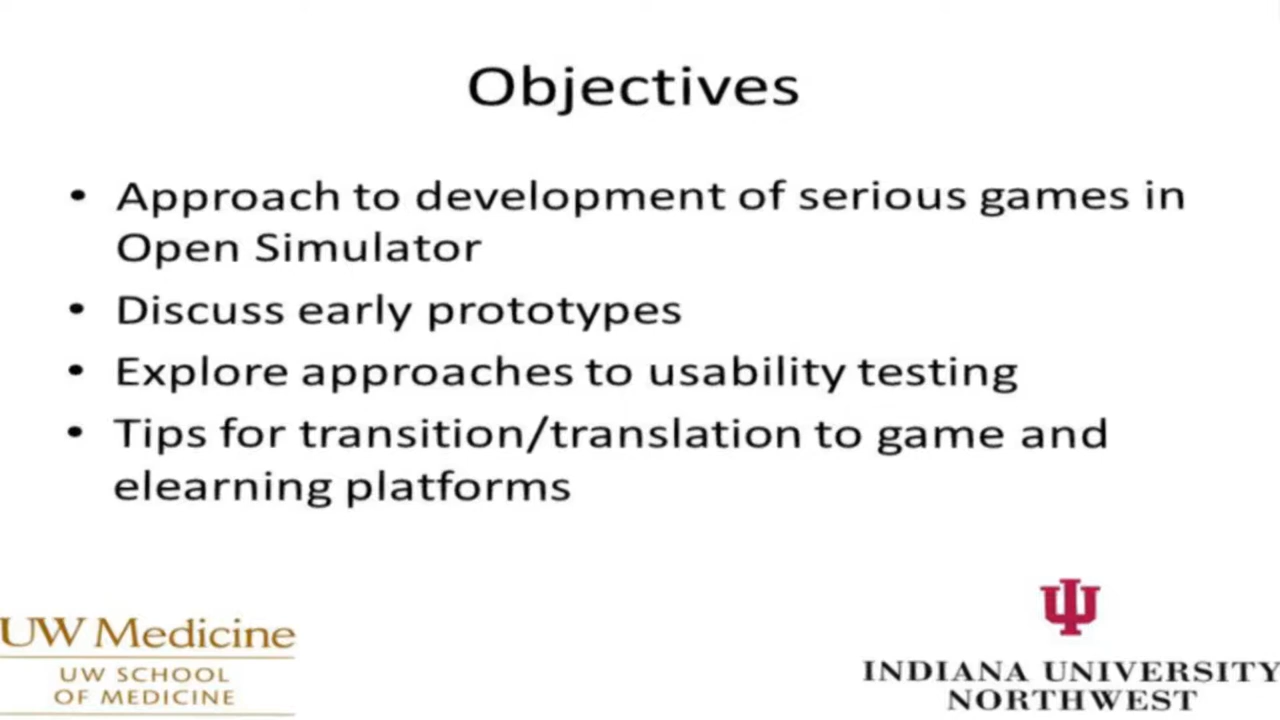 Objectives
• Approach to development of serious games in
Open Simulator
• Discuss early prototypes
• Explore approaches to usability testing
• Tips for transition/translation to game and
elearning platforms
UW Medicine
UW SCHOOL
OF MEDICINE
INDIANA UNIVERSITY
NORTHWEST